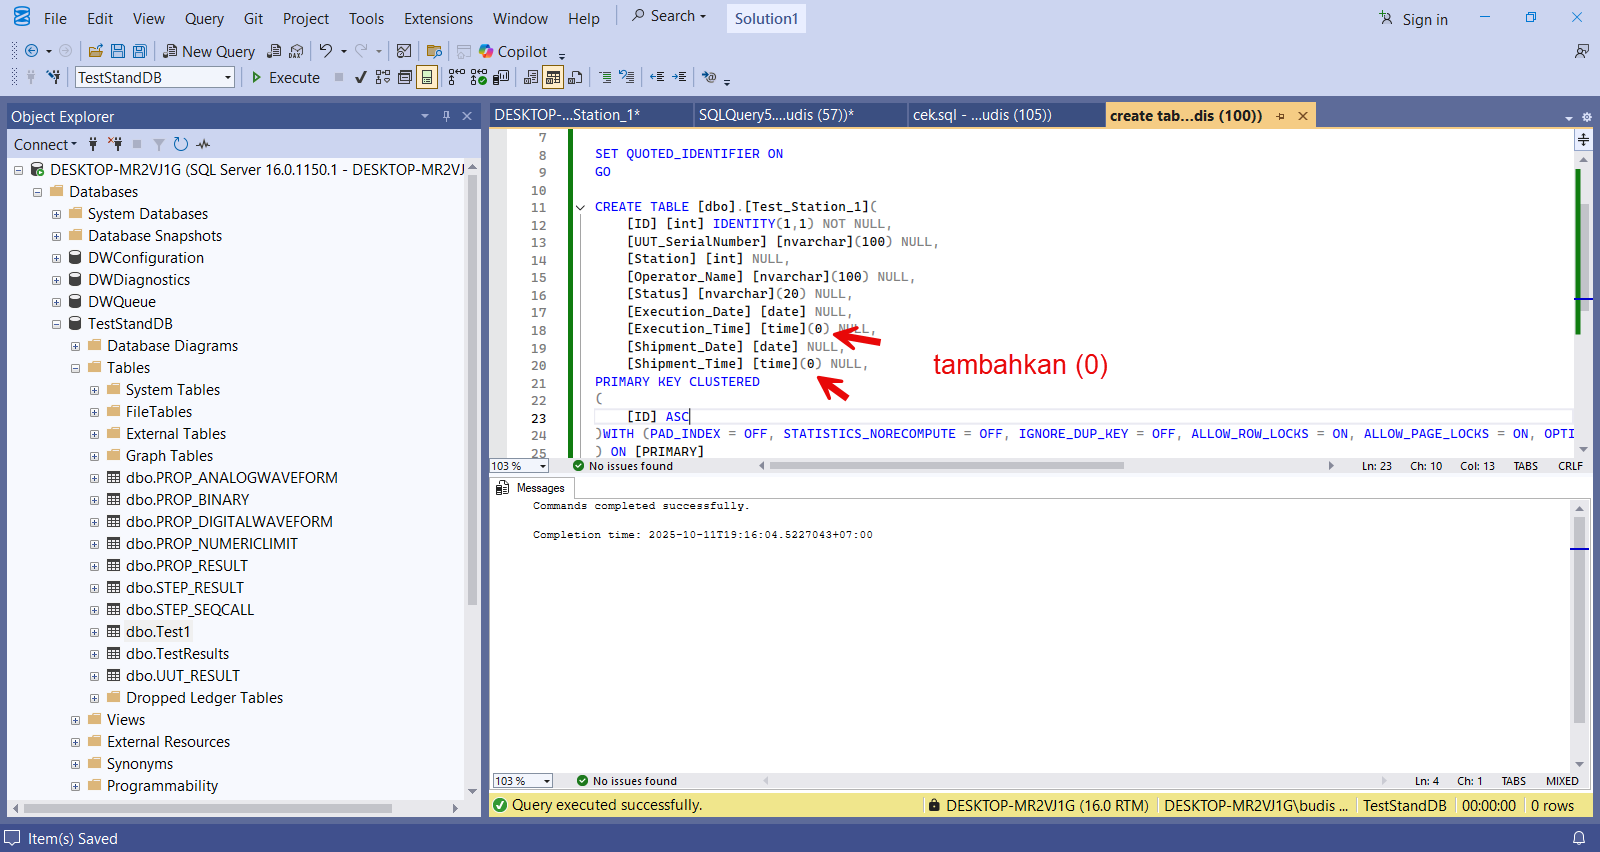 File Edit View Query Git Project Tools Extensions Window Help Search Solution1 Sign in
New Query DAX Copilot
TestStandDB Execute
Object Explorer
Connect
DESKTOP-MR2VJ1G (SQL Server 16.0.1150.1 - DESKTOP-MR2VJ
Databases
System Databases
Database Snapshots
DWConfiguration
DWDiagnostics
DWQueue
TestStandDB
Database Diagrams
Tables
System Tables
FileTables
External Tables
Graph Tables
dbo.PROP_ANALOGWAVEFORM
dbo.PROP_BINARY
dbo.PROP_DIGITALWAVEFORM
dbo.PROP_NUMERICLIMIT
dbo.PROP_RESULT
dbo.STEP_RESULT
dbo.STEP_SEQCALL
dbo.Test1
dbo.TestResults
dbo.UUT_RESULT
Dropped Ledger Tables
Views
External Resources
Synonyms
Programmability
DESKTOP-...Station_1* SQLQuery5....udis (57))* cek.sql - ...udis (105)) create tab...dis (100))
7
8 SET QUOTED_IDENTIFIER ON
9 GO
10
11 CREATE TABLE [dbo].[Test_Station_1](
12 [ID] [int] IDENTITY(1,1) NOT NULL,
13 [UUT_SerialNumber] [nvarchar](100) NULL,
14 [Station] [int] NULL,
15 [Operator_Name] [nvarchar](100) NULL,
16 [Status] [nvarchar](20) NULL,
17 [Execution_Date] [date] NULL,
18 [Execution_Time] [time](0) NULL,
19 [Shipment_Date] [date] NULL,
20 [Shipment_Time] [time](0) NULL,
21 PRIMARY KEY CLUSTERED
22 (
23 [ID] ASC
24 )WITH (PAD_INDEX = OFF, STATISTICS_NORECOMPUTE = OFF, IGNORE_DUP_KEY = OFF, ALLOW_ROW_LOCKS = ON, ALLOW_PAGE_LOCKS = ON, OPTI
25 ) ON [PRIMARY]
tambahkan (0)
103 % No issues found Ln: 23 Ch: 10 Col: 13 TABS CRLF
Messages
Commands completed successfully.
Completion time: 2025-10-11T19:16:04.5227043+07:00
103 % No issues found Ln: 4 Ch: 1 TABS MIXED
Query executed successfully. DESKTOP-MR2VJ1G (16.0 RTM) DESKTOP-MR2VJ1G\budis ... TestStandDB 00:00:00 0 rows
Item(s) Saved